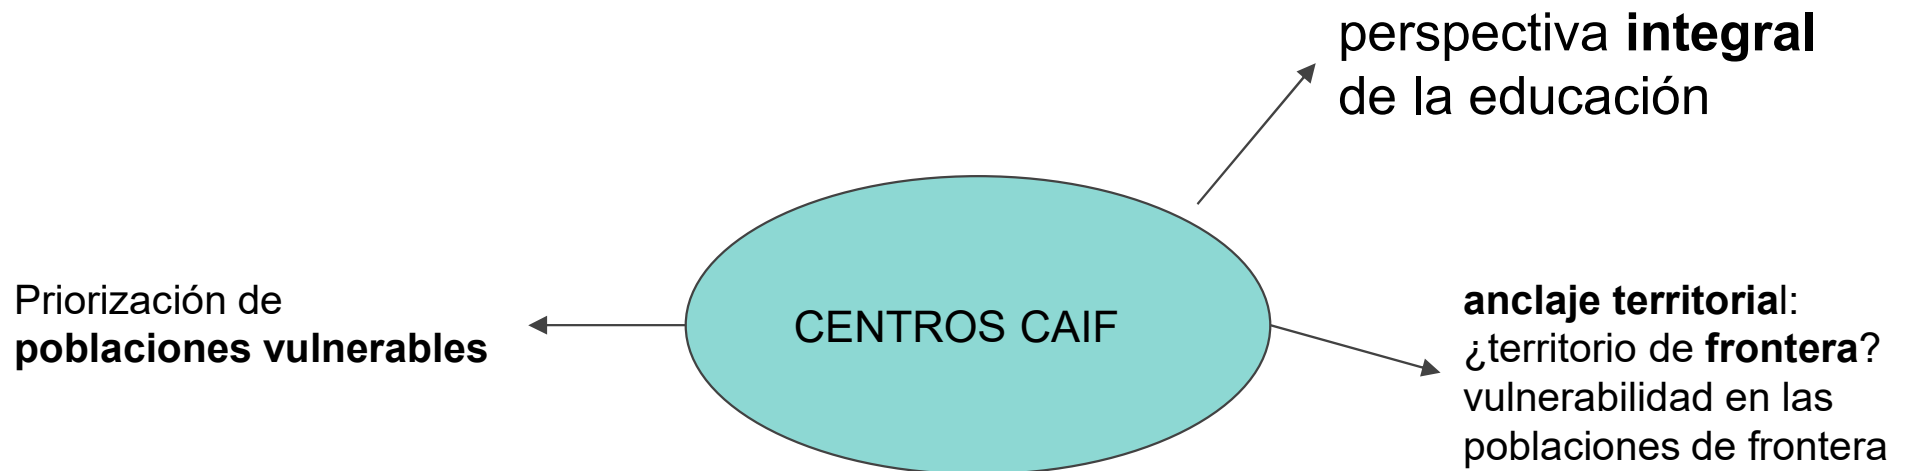 perspectiva integral
de la educación
Priorización de
poblaciones vulnerables
CENTROS CAIF
anclaje territorial:
¿territorio de frontera?
vulnerabilidad en las
poblaciones de frontera